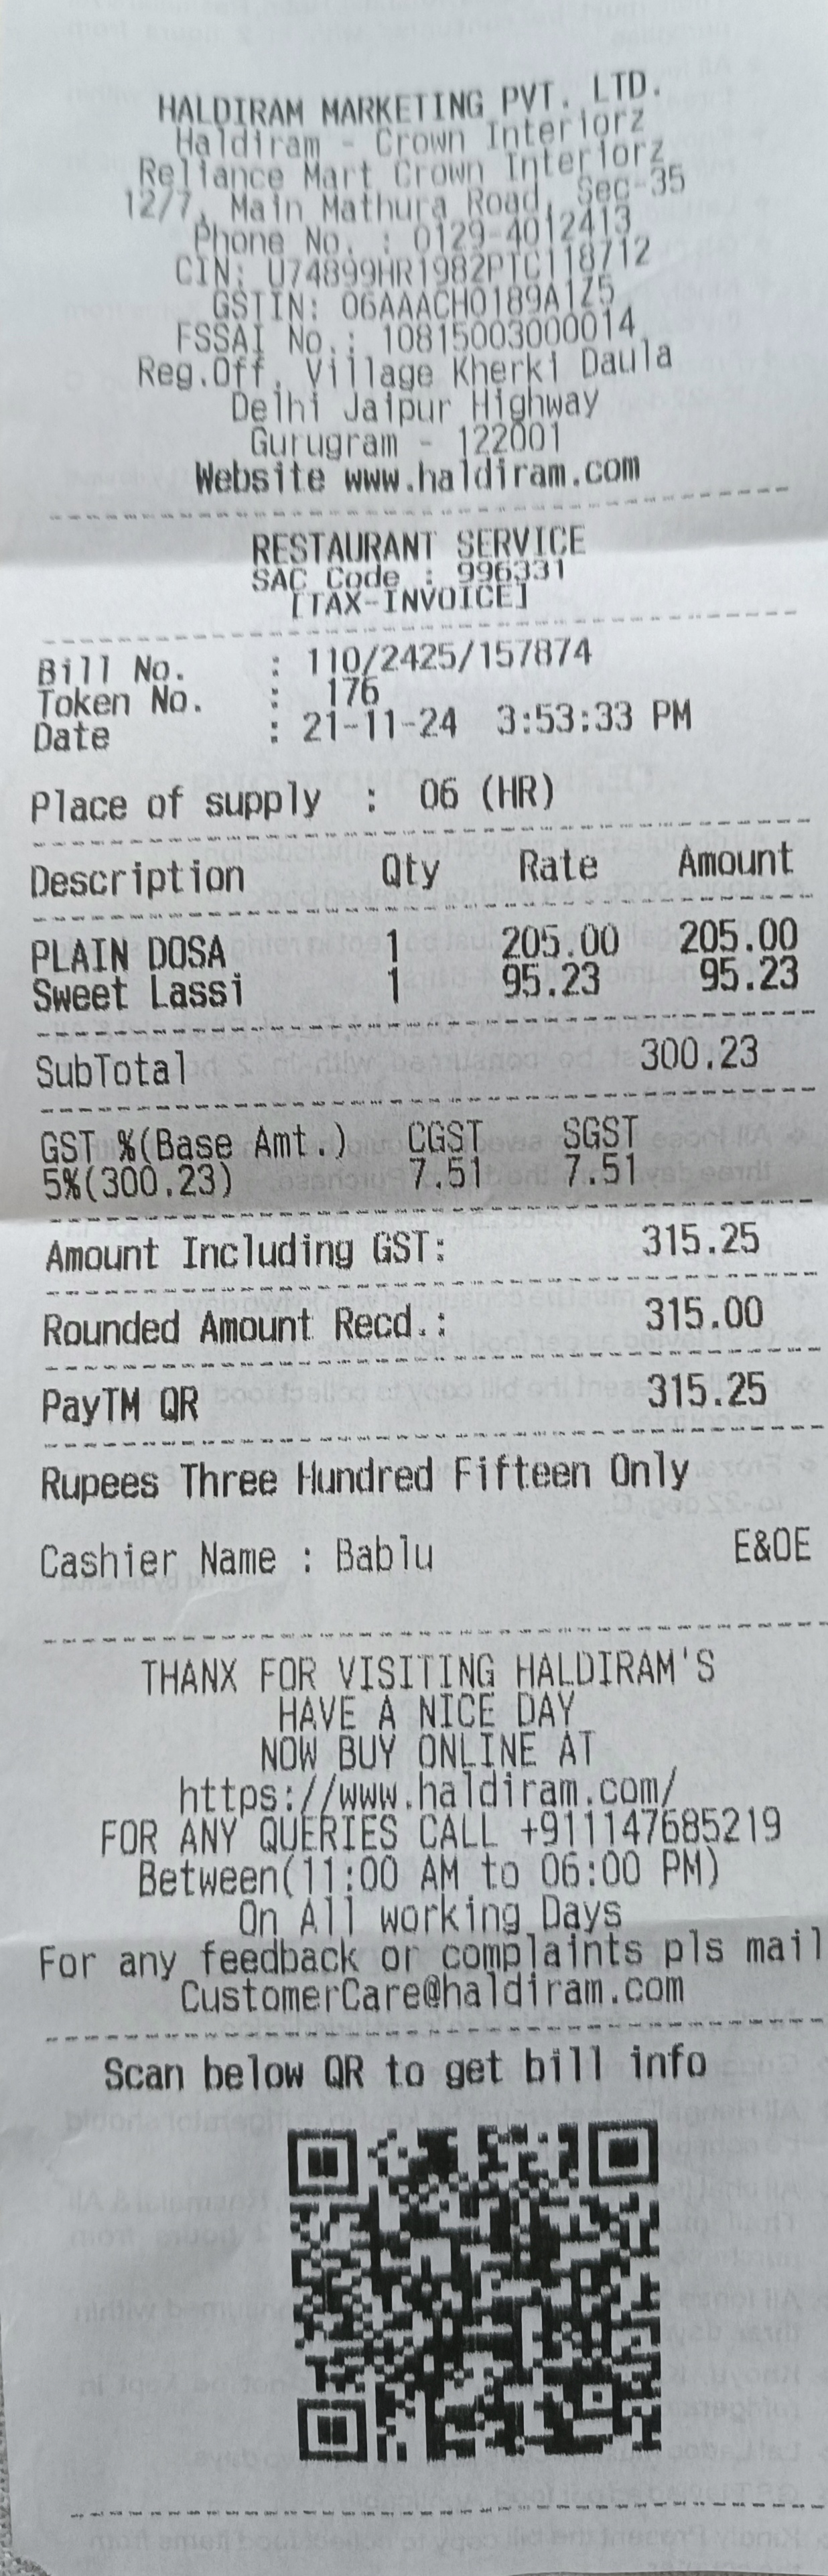 HALDIRAM MARKETING PVT. LTD.
Haldiram - Crown Interiorz
Reliance Mart Crown Interiorz
12/7, Main Mathura Road, Sec-35
Phone No. : 0129-4012413
CIN: U74899HR1982PTC118712
GSTIN: 06AAACH0189A1Z5
FSSAI No.: 10815003000014
Reg.Off. Village Kherki Daula
Delhi Jaipur Highway
Gurugram - 122001
Website www.haldiram.com
RESTAURANT SERVICE
SAC Code : 996331
[TAX-INVOICE]
Bill No. : 110/2425/157874
Token No. : 176
Date : 21-11-24 3:53:33 PM
Place of supply : 06 (HR)
Description Qty Rate Amount
PLAIN DOSA 1 205.00 205.00
Sweet Lassi 1 95.23 95.23
SubTotal 300.23
GST %(Base Amt.) CGST SGST
5%(300.23) 7.51 7.51
Amount Including GST: 315.25
Rounded Amount Recd.: 315.00
PayTM QR 315.25
Rupees Three Hundred Fifteen Only
Cashier Name : Bablu E&OE
THANX FOR VISITING HALDIRAM'S
HAVE A NICE DAY
NOW BUY ONLINE AT
https://www.haldiram.com/
FOR ANY QUERIES CALL +911147685219
Between(11:00 AM to 06:00 PM)
On All working Days
For any feedback or complaints pls mail
CustomerCare@haldiram.com
Scan below QR to get bill info